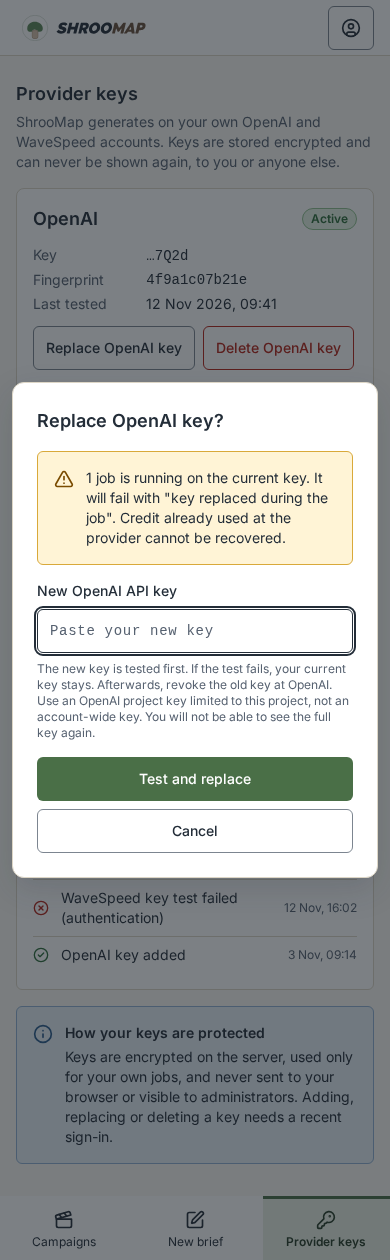 SHROOMAP
Provider keys
ShrooMap generates on your own OpenAI and
WaveSpeed accounts. Keys are stored encrypted and
can never be shown again, to you or anyone else.
OpenAI
Active
Key …7Q2d
Fingerprint 4f9a1c07b21e
Last tested 12 Nov 2026, 09:41
Replace OpenAI key Delete OpenAI key
Replace OpenAI key?
1 job is running on the current key. It
will fail with "key replaced during the
job". Credit already used at the
provider cannot be recovered.
New OpenAI API key
Paste your new key
The new key is tested first. If the test fails, your current
key stays. Afterwards, revoke the old key at OpenAI.
Use an OpenAI project key limited to this project, not an
account-wide key. You will not be able to see the full
key again.
Test and replace
Cancel
WaveSpeed key test failed
(authentication)
12 Nov, 16:02
OpenAI key added 3 Nov, 09:14
How your keys are protected
Keys are encrypted on the server, used only
for your own jobs, and never sent to your
browser or visible to administrators. Adding,
replacing or deleting a key needs a recent
sign-in.
Campaigns New brief Provider keys